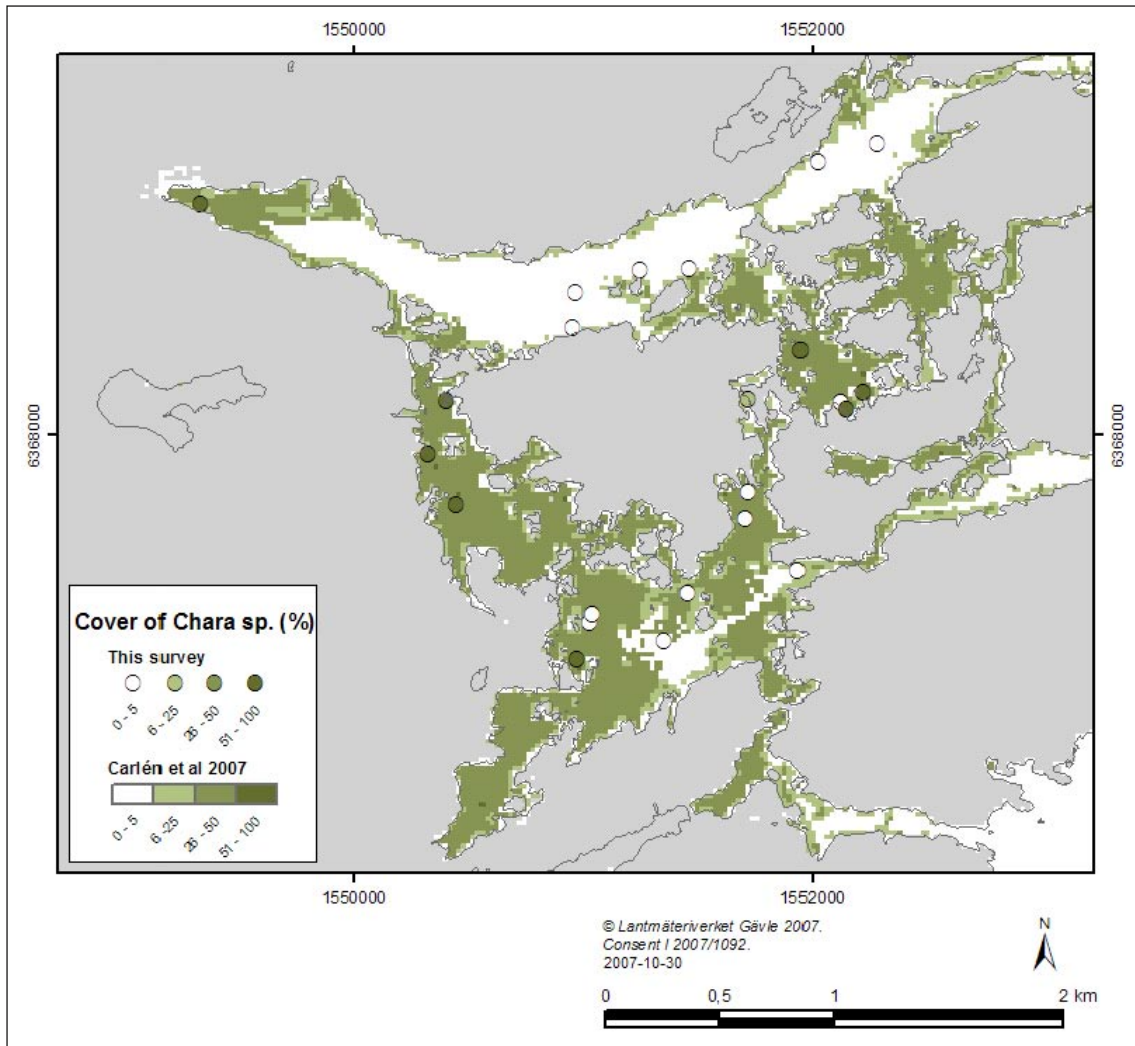 1550000 1552000
6368000 6368000
Cover of Chara sp. (%)
This survey
0 - 5 6 - 25 26 - 50 51 - 100
Carlén et al 2007
0 - 5 6 -25 26 - 50 51 - 100
1550000 1552000
© Lantmäteriverket Gävle 2007.
Consent I 2007/1092.
2007-10-30
N
0 0,5 1 2 km